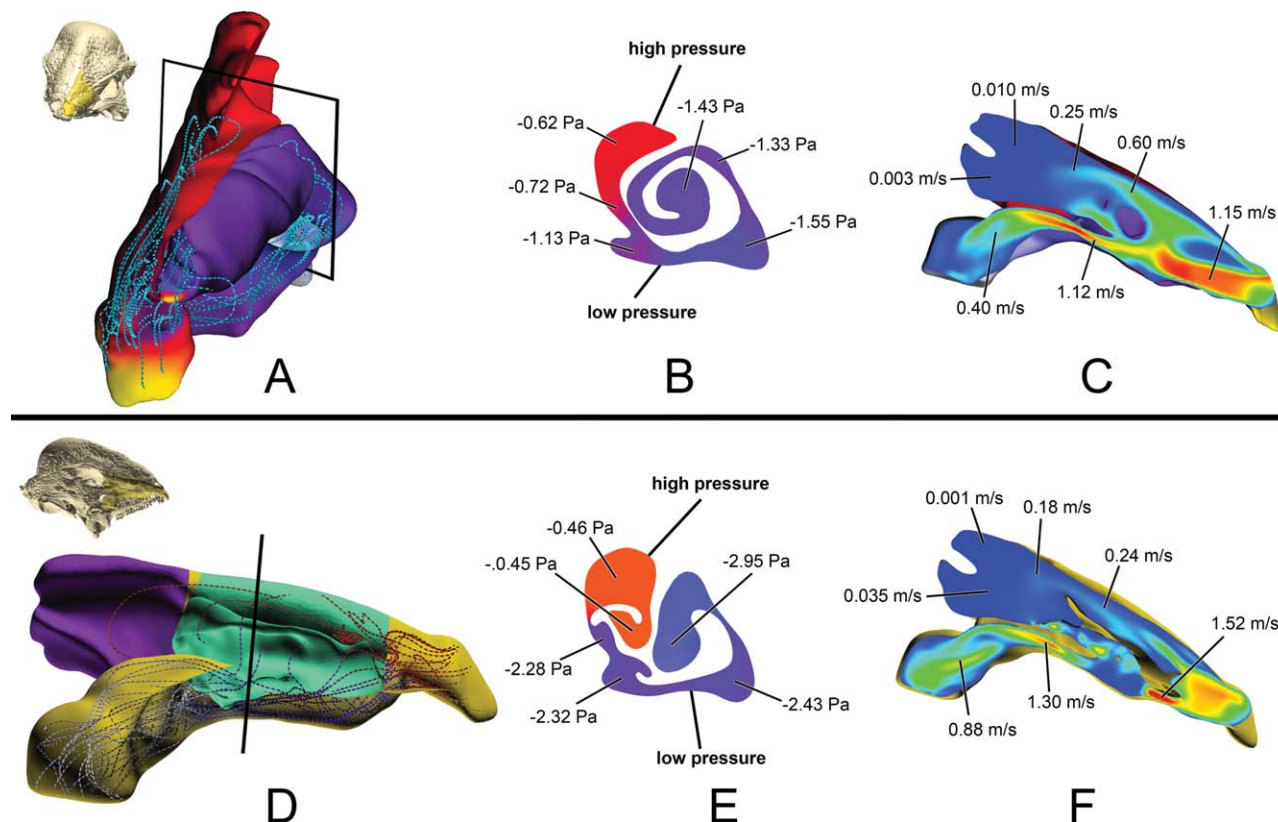 high pressure
-0.62 Pa
-1.43 Pa
-1.33 Pa
-0.72 Pa
-1.13 Pa
-1.55 Pa
low pressure
0.010 m/s
0.25 m/s
0.60 m/s
0.003 m/s
1.15 m/s
1.12 m/s
0.40 m/s
A
B
C
high pressure
-0.46 Pa
-.0.45 Pa
-2.95 Pa
-2.28 Pa
-2.32 Pa
-2.43 Pa
low pressure
0.001 m/s
0.18 m/s
0.24 m/s
0.035 m/s
1.52 m/s
1.30 m/s
0.88 m/s
D
E
F